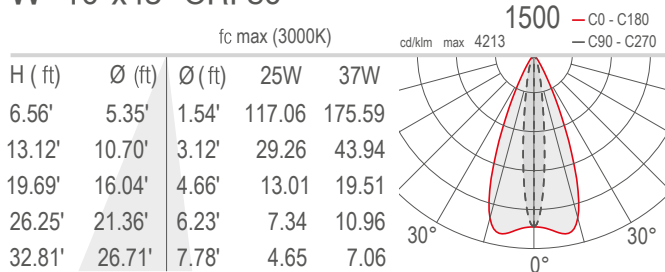 fc max (3000K)
H ( ft) Ø (ft) Ø ( ft) 25W 37W
6.56' 5.35' 1.54' 117.06 175.59
13.12' 10.70' 3.12' 29.26 43.94
19.69' 16.04' 4.66' 13.01 19.51
26.25' 21.36' 6.23' 7.34 10.96
32.81' 26.71' 7.78' 4.65 7.06
1500
C0 - C180
cd/klm max 4213
C90 - C270
30° 30°
0°